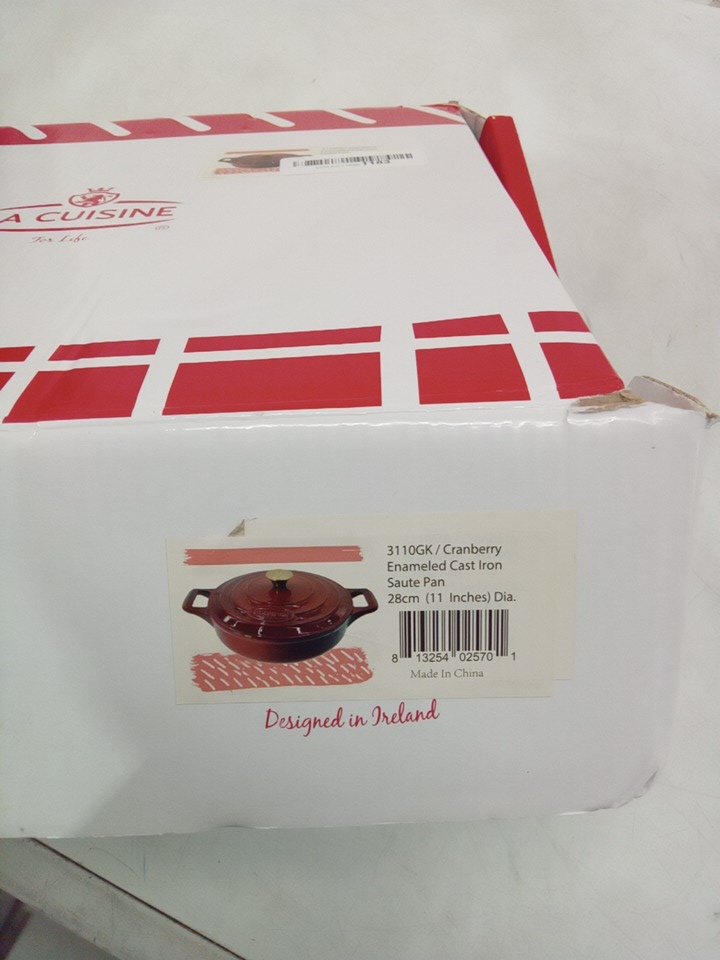 A CUISINE
®
For Life
3110GK / Cranberry
Enameled Cast Iron
Saute Pan
28cm (11 Inches) Dia.
8 13254 02570 1
Made In China
Designed in Ireland